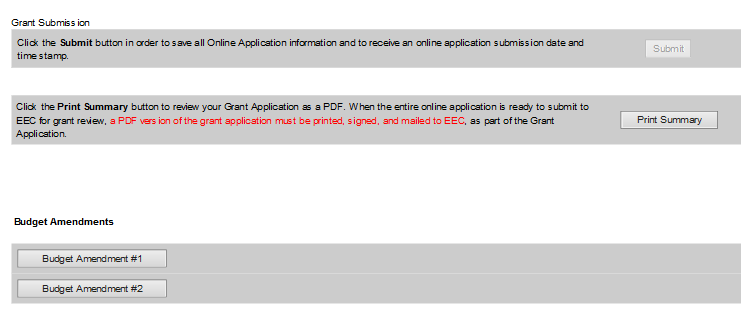 Grant Submission
Click the Submit button in order to save all Online Application information and to receive an online application submission date and
time stamp.
Submit
Click the Print Summary button to review your Grant Application as a PDF. When the entire online application is ready to submit to
EEC for grant review, a PDF version of the grant application must be printed, signed, and mailed to EEC, as part of the Grant
Application.
Print Summary
Budget Amendments
Budget Amendment #1
Budget Amendment #2